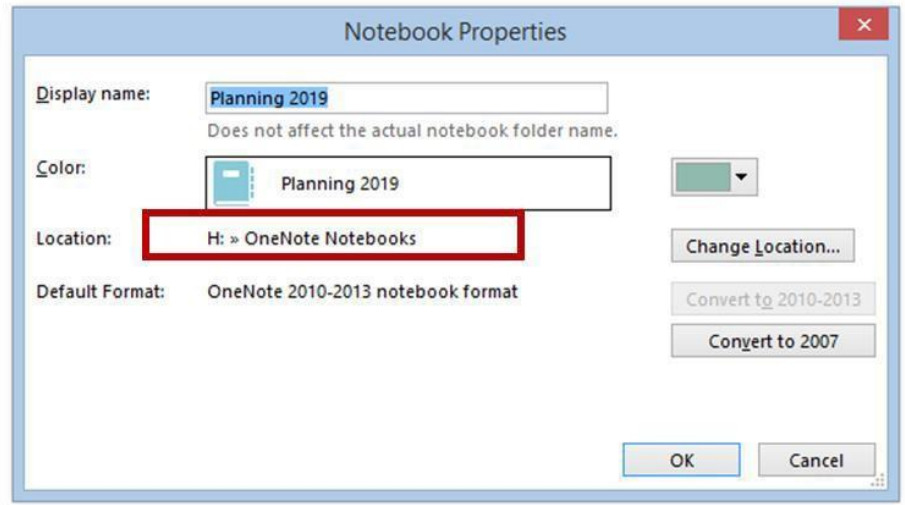 Notebook Properties
Display name: Planning 2019
Does not affect the actual notebook folder name.
Color: Planning 2019
Location: H: » OneNote Notebooks
Change Location...
Default Format: OneNote 2010-2013 notebook format
Convert to 2010-2013
Convert to 2007
OK Cancel